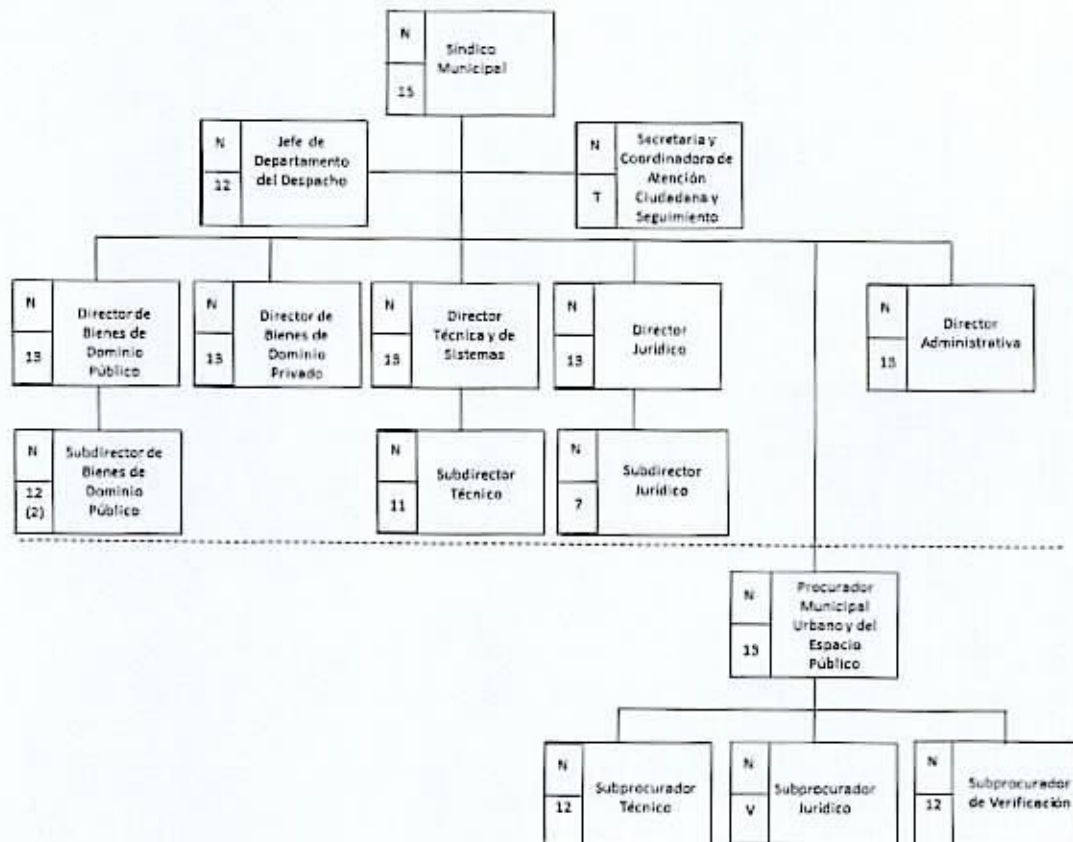 N
15
Síndico
Municipal
N
12
Jefe de
Departamento
del Despacho
N
T
Secretaria y
Coordinadora de
Atención
Ciudadana y
Seguimiento
N
13
Director de
Bienes de
Dominio
Público
N
13
Director de
Bienes de
Dominio
Privado
N
13
Director
Técnica y de
Sistemas
N
13
Director
Jurídico
N
13
Director
Administrativa
N
12
(2)
Subdirector de
Bienes de
Dominio
Público
N
11
Subdirector
Técnico
N
7
Subdirector
Jurídico
N
13
Procurador
Municipal
Urbano y del
Espacio
Público
N
12
Subprocurador
Técnico
N
V
Subprocurador
Jurídico
N
12
Subprocurador
de Verificación